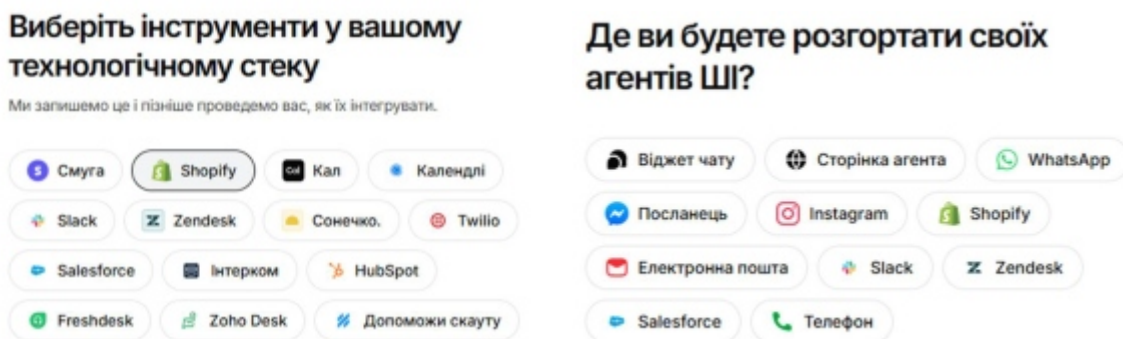 Виберіть інструменти у вашому
технологічному стеку
Ми запишемо це і пізніше проведемо вас, як їх інтегрувати.
Смуга Shopify Cal Кал Календлі
Slack Zendesk Сонечко. Twilio
Salesforce Інтерком HubSpot
Freshdesk Zoho Desk Допоможи скауту
Де ви будете розгортати своїх
агентів ШІ?
Віджет чату Сторінка агента WhatsApp
Посланець Instagram Shopify
Електронна пошта Slack Zendesk
Salesforce Телефон